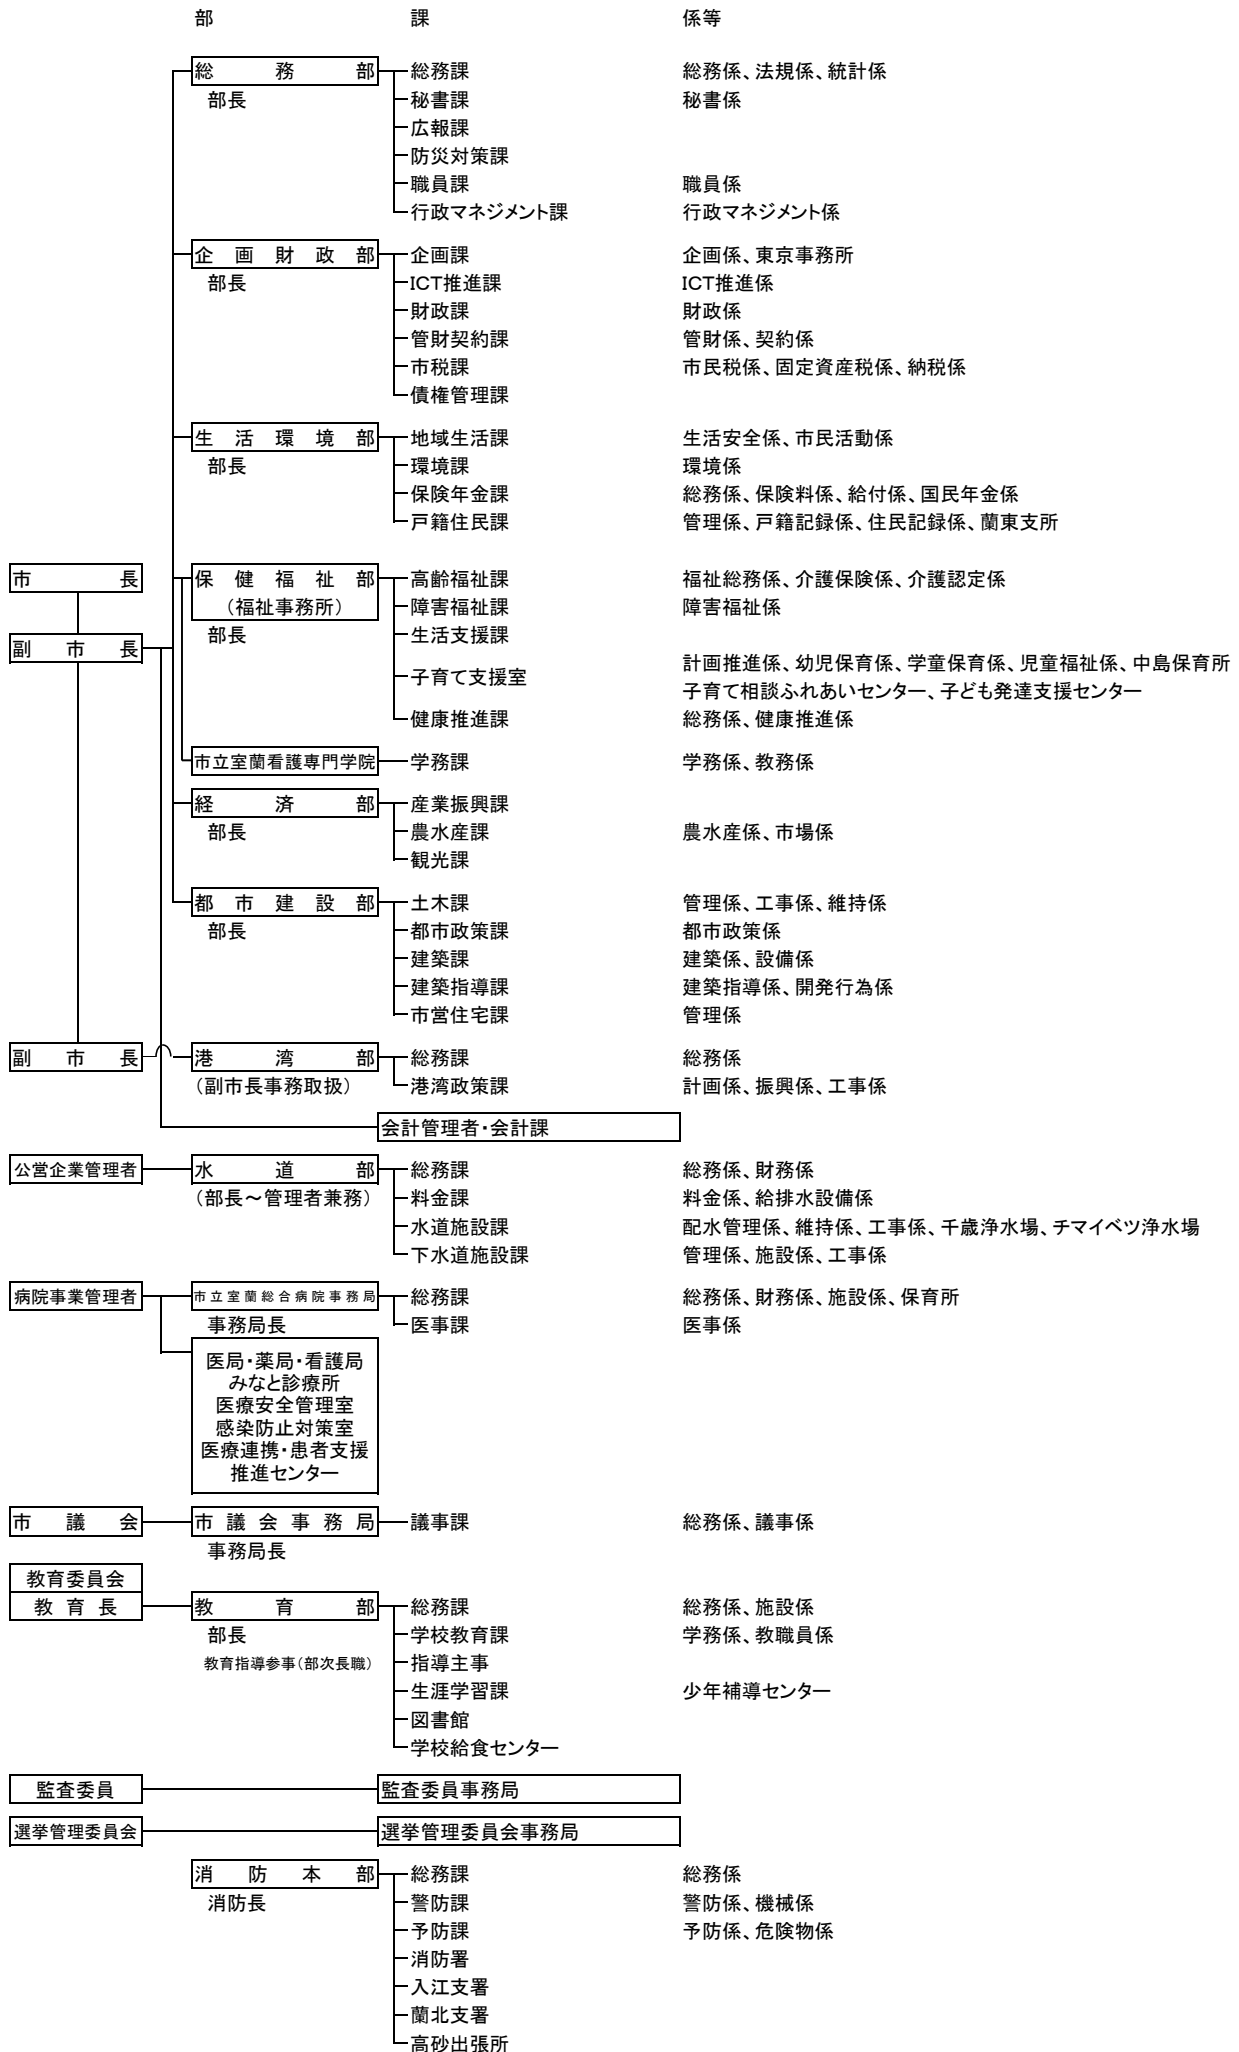 部 課 係等
総務部 総務課 総務係、法規係、統計係
部長 秘書課 秘書係
広報課
防災対策課
職員課 職員係
行政マネジメント課 行政マネジメント係
企画財政部 企画課 企画係、東京事務所
部長 ICT推進課 ICT推進係
財政課 財政係
管財契約課 管財係、契約係
市税課 市民税係、固定資産税係、納税係
債権管理課
生活環境部 地域生活課 生活安全係、市民活動係
部長 環境課 環境係
保険年金課 総務係、保険料係、給付係、国民年金係
戸籍住民課 管理係、戸籍記録係、住民記録係、蘭東支所
市長 保健福祉部 高齢福祉課 福祉総務係、介護保険係、介護認定係
（福祉事務所） 障害福祉課 障害福祉係
副市長 部長 生活支援課
子育て支援室 計画推進係、幼児保育係、学童保育係、児童福祉係、中島保育所
子育て相談ふれあいセンター、子ども発達支援センター
健康推進課 総務係、健康推進係
市立室蘭看護専門学院 学務課 学務係、教務係
経済部 産業振興課
部長 農水産課 農水産係、市場係
観光課
都市建設部 土木課 管理係、工事係、維持係
部長 都市政策課 都市政策係
建築課 建築係、設備係
建築指導課 建築指導係、開発行為係
市営住宅課 管理係
副市長 港湾部 総務課 総務係
（副市長事務取扱） 港湾政策課 計画係、振興係、工事係
会計管理者・会計課
公営企業管理者 水道部 総務課 総務係、財務係
（部長～管理者兼務） 料金課 料金係、給排水設備係
水道施設課 配水管理係、維持係、工事係、千歳浄水場、チマイベツ浄水場
下水道施設課 管理係、施設係、工事係
病院事業管理者 市立室蘭総合病院事務局 総務課 総務係、財務係、施設係、保育所
事務局長 医事課 医事係
医局・薬局・看護局
みなと診療所
医療安全管理室
感染防止対策室
医療連携・患者支援
推進センター
市議会 市議会事務局 議事課 総務係、議事係
事務局長
教育委員会
教育長 教育部 総務課 総務係、施設係
部長 学校教育課 学務係、教職員係
教育指導参事（部次長職） 指導主事
生涯学習課 少年補導センター
図書館
学校給食センター
監査委員 監査委員事務局
選挙管理委員会 選挙管理委員会事務局
消防本部 総務課 総務係
消防長 警防課 警防係、機械係
予防課 予防係、危険物係
消防署
入江支署
蘭北支署
高砂出張所